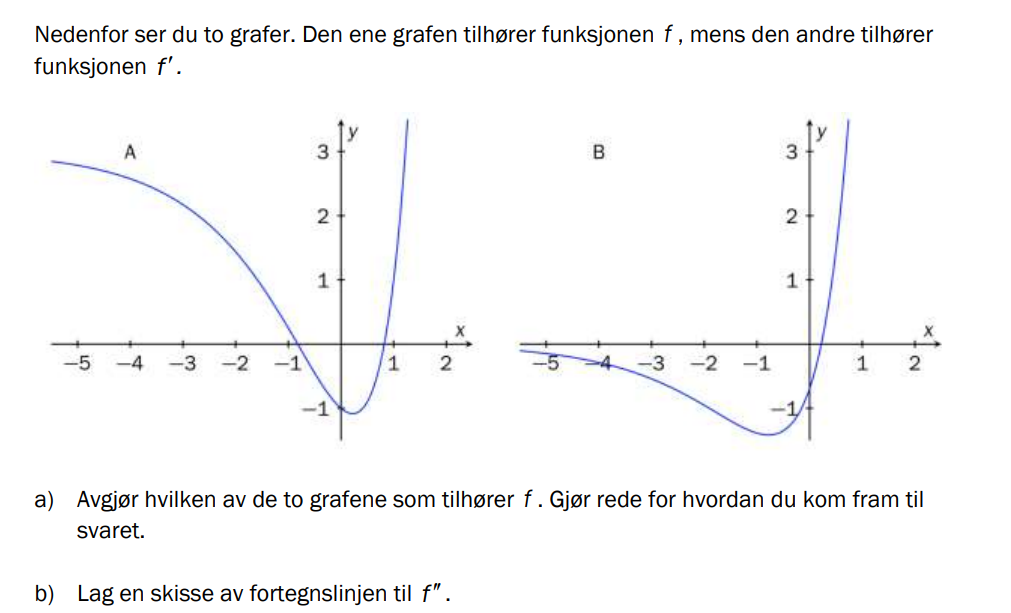 Nedenfor ser du to grafer. Den ene grafen tilhører funksjonen f, mens den andre tilhører
funksjonen f′.
A
3
y
2
1
x
−5 −4 −3 −2 −1 1 2
−1
B
3
y
2
1
x
−5 −4 −3 −2 −1 1 2
−1
a) Avgjør hvilken av de to grafene som tilhører f. Gjør rede for hvordan du kom fram til
svaret.
b) Lag en skisse av fortegnslinjen til f″.